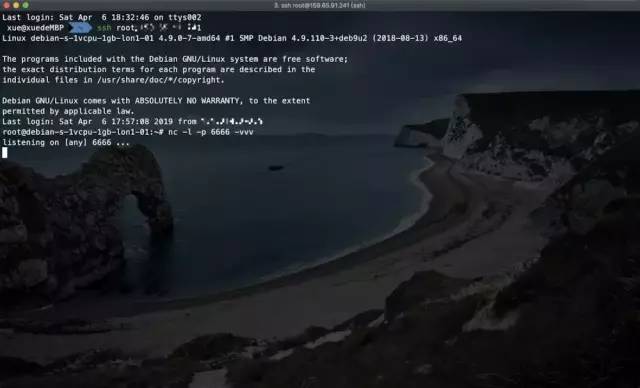 3. ssh root@159.65.91.241 (ssh)
Last login: Sat Apr  6 18:32:46 on ttys002
xue@xuedeMBP ~ ssh root
Linux debian-s-1vcpu-1gb-lon1-01 4.9.0-7-amd64 #1 SMP Debian 4.9.110-3+deb9u2 (2018-08-13) x86_64
The programs included with the Debian GNU/Linux system are free software;
the exact distribution terms for each program are described in the
individual files in /usr/share/doc/*/copyright.
Debian GNU/Linux comes with ABSOLUTELY NO WARRANTY, to the extent
permitted by applicable law.
Last login: Sat Apr  6 17:57:08 2019 from
root@debian-s-1vcpu-1gb-lon1-01:~# nc -l -p 6666 -vvv
listening on [any] 6666 ...